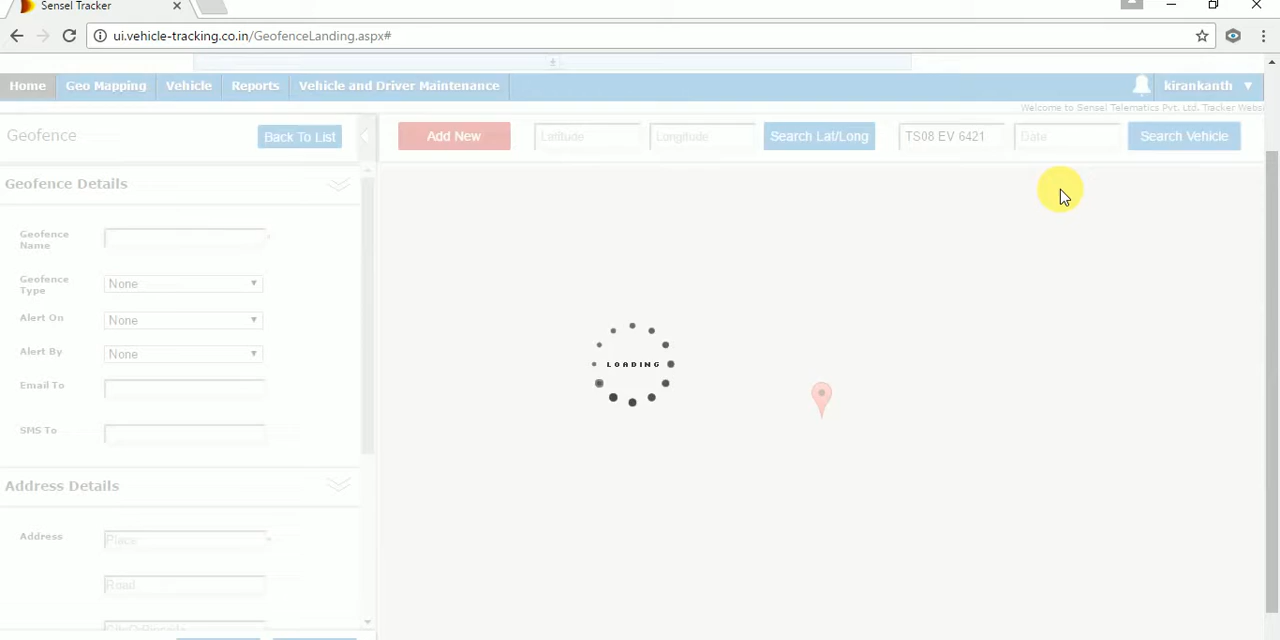 Sensel Tracker
ui.vehicle-tracking.co.in/GeofenceLanding.aspx#
Home Geo Mapping Vehicle Reports Vehicle and Driver Maintenance kirankanth
Welcome to Sensel Telematics Pvt. Ltd. Tracker Websi
Geofence Back To List Add New Latitude Longitude Search Lat/Long TS08 EV 6421 Date Search Vehicle
Geofence Details
Geofence
Name
Geofence
Type None
Alert On None
Alert By None
Email To
SMS To
LOADING
Address Details
Address Place
Road